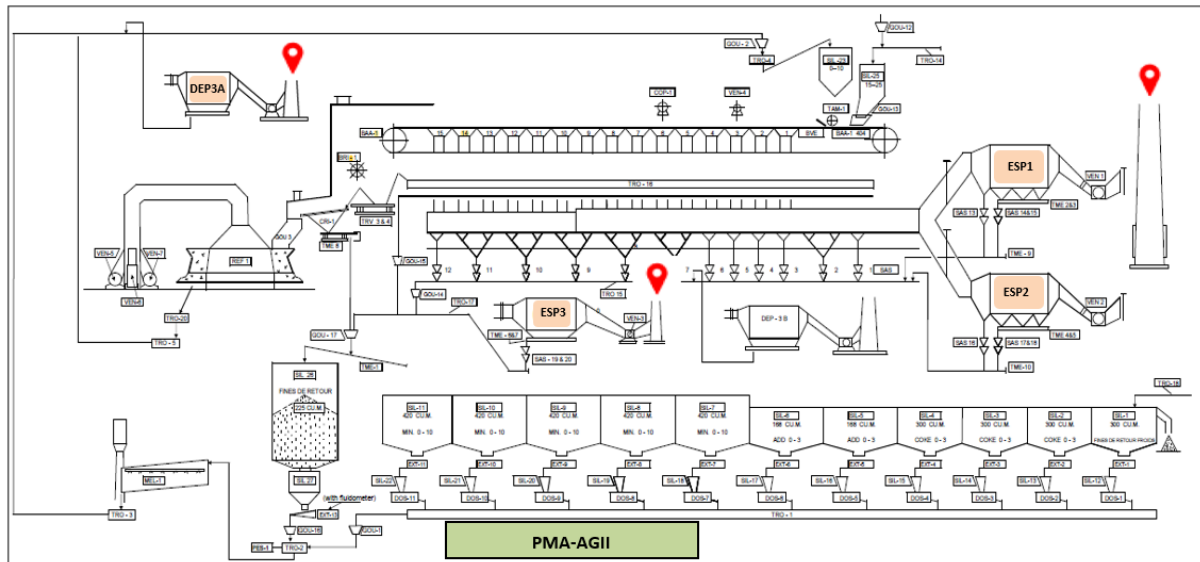 GOU-12
GOU - 2
TRO-4
SIL-23
0-10
TRO-14
SIL-25
DEP3A
COP-1
VEN-4
TAM-1
GOU-13
BAA-1
15 14 13 12 11 10 9 8 7 6 5 4 3 2
BVE
BAA-1 404
TRO - 16
ESP1
VEN 1
CRI-1
TRV 3 & 4
TME 8
GOU 3
SAS 13
SAS 14&15
TME 2&3
VEN-5
VEN-7
REF 1
GOU-15
12 11 10 9 7 6 5 4 3 2 1
SAS
TME - 9
VEN-6
GOU-14
TRO-17
TRO 15
ESP2
VEN 2
TRO-20
ESP3
VEN-3
DEP - 3 B
TRO - 5
GOU - 17
TME - 6&7
SAS - 19 & 20
SAS 16
SAS 17&18
TME 4&5
TME-1
TME-10
SIL 26
FINES DE RETOUR
225 CU.M.
TRO-18
SIL-11
420 CU.M.
MIN. 0 - 10
SIL-10
420 CU.M.
MIN. 0 - 10
SIL-9
420 CU.M.
MIN. 0 - 10
SIL-8
420 CU.M.
MIN. 0 - 10
SIL-7
420 CU.M.
MIN. 0 - 10
SIL-6
166 CU.M.
ADD 0 - 3
SIL-5
166 CU.M.
ADD 0 - 3
SIL-4
300 CU.M.
COKE 0 - 3
SIL-3
300 CU.M.
COKE 0 - 3
SIL-2
300 CU.M.
COKE 0 - 3
SIL-1
300 CU.M.
FINES DE RETOUR FROIDS
EXT-11 EXT-10 EXT-9 EXT-8 EXT-7 EXT-6 EXT-5 EXT-4 EXT-3 EXT-2 EXT-1
SIL-22 SIL-21 SIL-20 SIL-19 SIL-18 SIL-17 SIL-16 SIL-15 SIL-14 SIL-13 SIL-12
DOS-11 DOS-10 DOS-9 DOS-8 DOS-7 DOS-6 DOS-5 DOS-4 DOS-3 DOS-2 DOS-1
MEL-1
SIL 27
(with fluidometer)
EXT-13
TRO - 3
GOU-16
GOU-1
TRO - 1
TRO-2
PMA-AGII